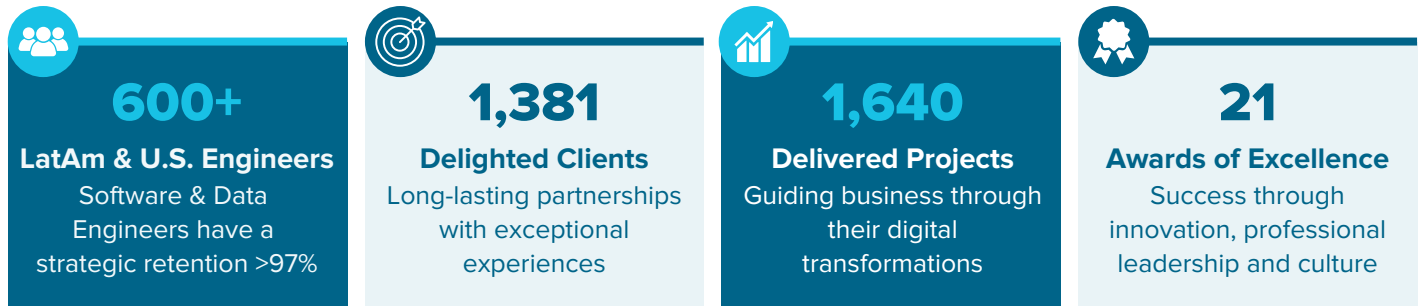 600+
LatAm & U.S. Engineers
Software & Data
Engineers have a
strategic retention >97%
1,381
Delighted Clients
Long-lasting partnerships
with exceptional
experiences
1,640
Delivered Projects
Guiding business through
their digital
transformations
21
Awards of Excellence
Success through
innovation, professional
leadership and culture